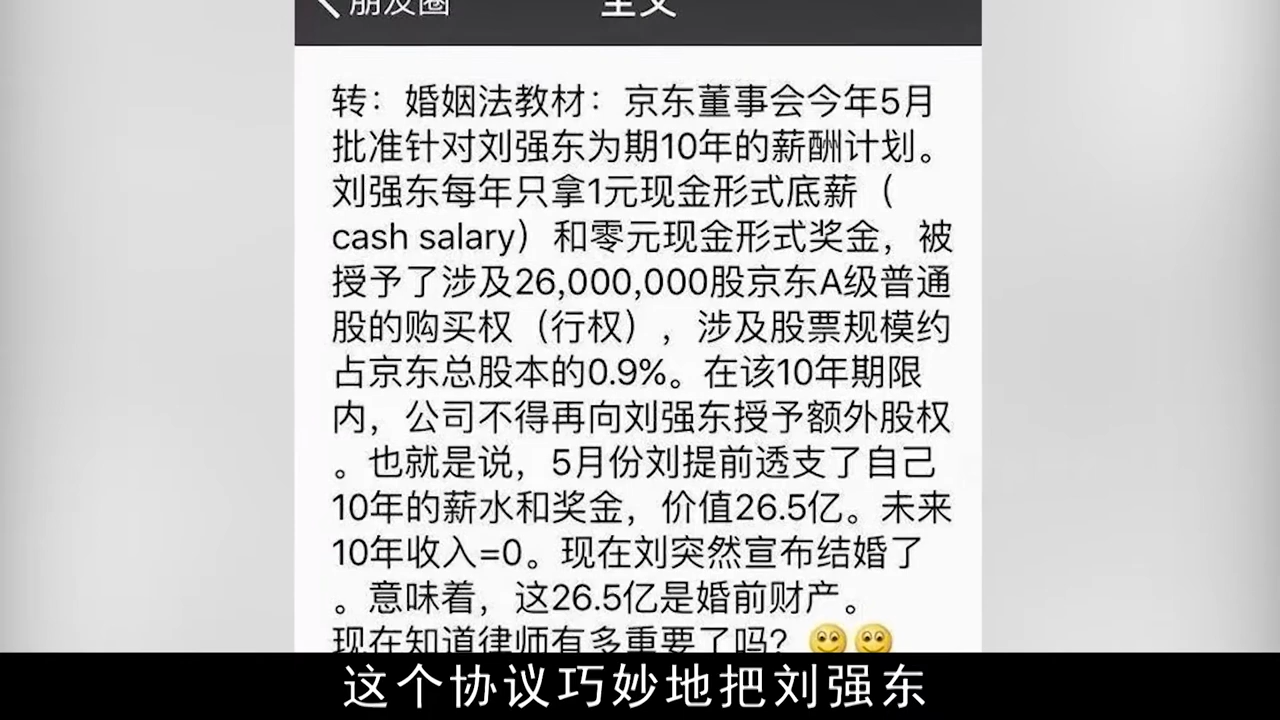 朋友圈 全文
转：婚姻法教材：京东董事会今年5月
批准针对刘强东为期10年的薪酬计划。
刘强东每年只拿1元现金形式底薪（
cash salary）和零元现金形式奖金，被
授予了涉及26,000,000股京东A级普通
股的购买权（行权），涉及股票规模约
占京东总股本的0.9%。在该10年期限
内，公司不得再向刘强东授予额外股权
。也就是说，5月份刘提前透支了自己
10年的薪水和奖金，价值26.5亿。未来
10年收入=0。现在刘突然宣布结婚了
。意味着，这26.5亿是婚前财产。
现在知道律师有多重要了吗？
这个协议巧妙地把刘强东